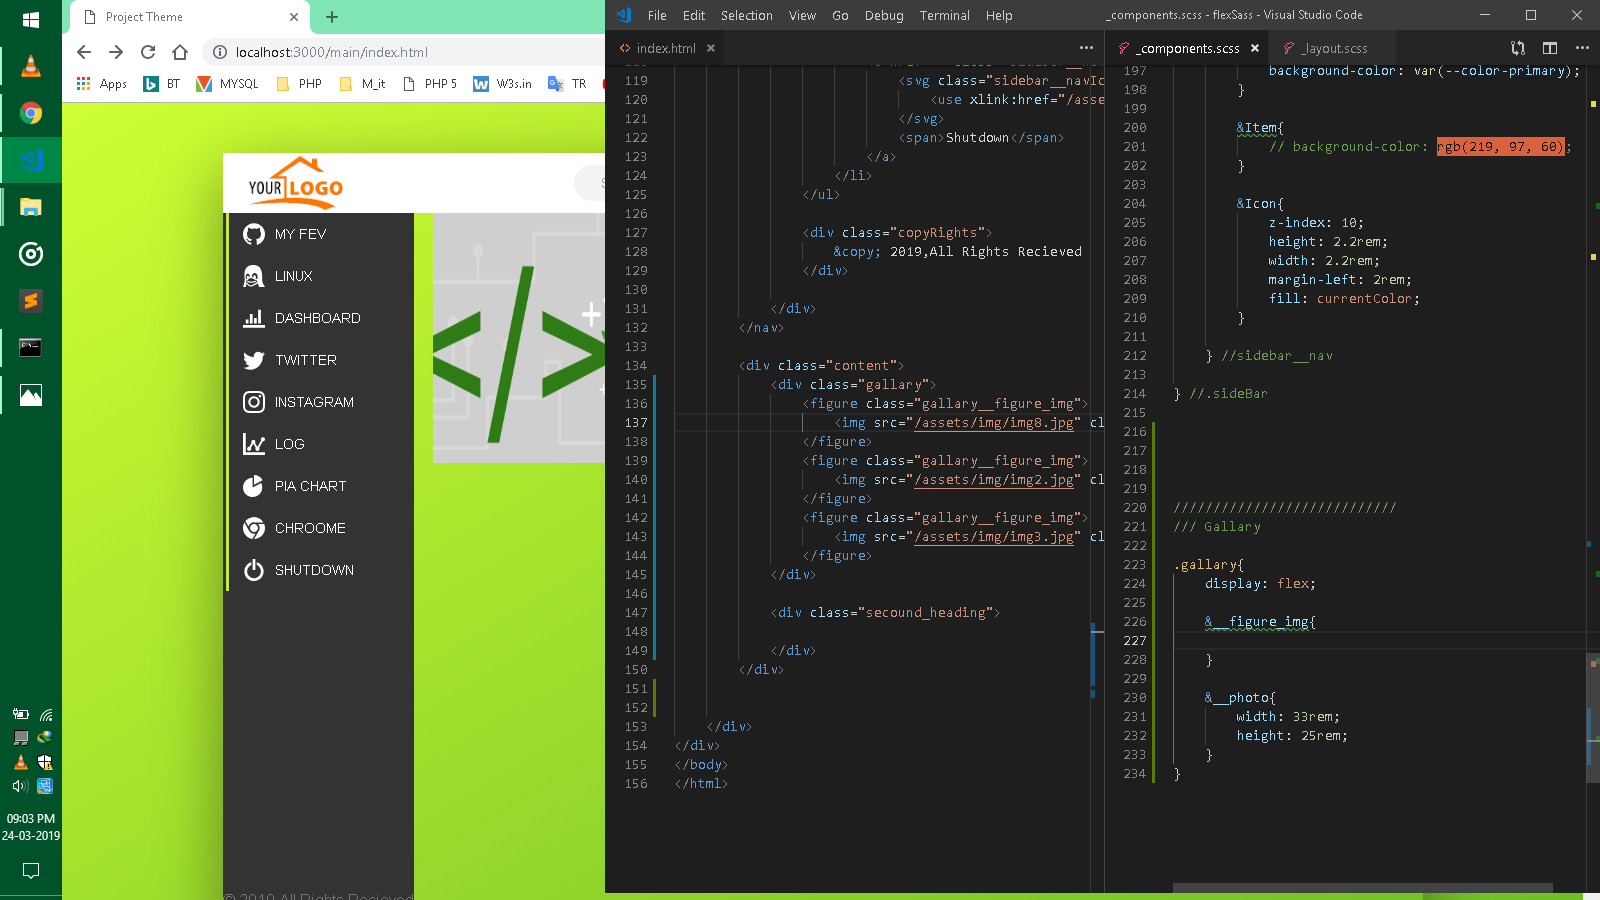 Project Theme
localhost:3000/main/index.html
Apps
BT
MYSQL
PHP
M_it
PHP 5
W3s.in
TR
YOUR LOGO
MY FEV
LINUX
DASHBOARD
TWITTER
INSTAGRAM
LOG
PIA CHART
CHROOME
SHUTDOWN
© 2019 All Rights Recieved
09:03 PM
24-03-2019
File Edit Selection View Go Debug Terminal Help
_components.scss - flexSass - Visual Studio Code
index.html
119 <svg class="sidebar__navIc
120 <use xlink:href="/asse
121 </svg>
122 <span>Shutdown</span>
123 </a>
124 </li>
125 </ul>
126
127 <div class="copyRights">
128 &copy; 2019,All Rights Recieved
129 </div>
130
131 </div>
132 </nav>
133
134 <div class="content">
135 <div class="gallary">
136 <figure class="gallary__figure_img">
137 <img src="/assets/img/img8.jpg" cl
138 </figure>
139 <figure class="gallary__figure_img">
140 <img src="/assets/img/img2.jpg" cl
141 </figure>
142 <figure class="gallary__figure_img">
143 <img src="/assets/img/img3.jpg" cl
144 </figure>
145 </div>
146
147 <div class="secound_heading">
148
149 </div>
150 </div>
151
152
153 </div>
154 </div>
155 </body>
156 </html>
_components.scss
_layout.scss
197 background-color: var(--color-primary);
198 }
199
200 &Item{
201 // background-color: rgb(219, 97, 60);
202 }
203
204 &Icon{
205 z-index: 10;
206 height: 2.2rem;
207 width: 2.2rem;
208 margin-left: 2rem;
209 fill: currentColor;
210 }
211
212 } //sidebar__nav
213
214 } //.sideBar
215
216
217
218
219
220 ////////////////////////////
221 /// Gallary
222
223 .gallary{
224 display: flex;
225
226 &__figure_img{
227
228 }
229
230 &__photo{
231 width: 33rem;
232 height: 25rem;
233 }
234 }